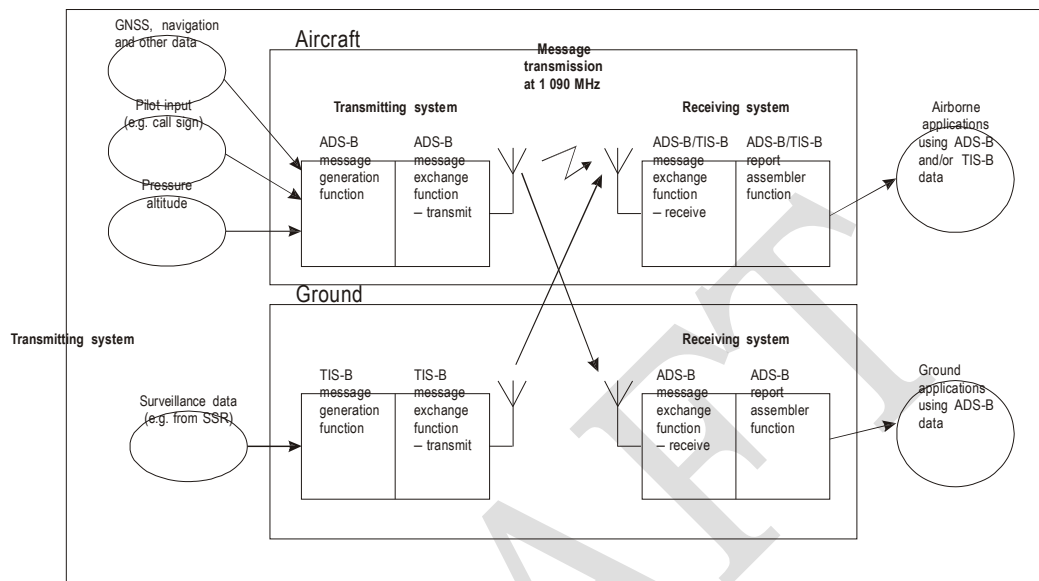 GNSS, navigation
and other data
Aircraft
Message
transmission
at 1 090 MHz
Pilot input
(e.g. call sign)
Pressure
altitude
Transmitting system
Receiving system
ADS-B
message
generation
function
ADS-B
message
exchange
function
– transmit
ADS-B/TIS-B
message
exchange
function
– receive
ADS-B/TIS-B
report
assembler
function
Airborne
applications
using ADS-B
and/or TIS-B
data
Ground
Transmitting system
Receiving system
Surveillance data
(e.g. from SSR)
TIS-B
message
generation
function
TIS-B
message
exchange
function
– transmit
ADS-B
message
exchange
function
– receive
ADS-B
report
assembler
function
Ground
applications
using ADS-B
data
AFT